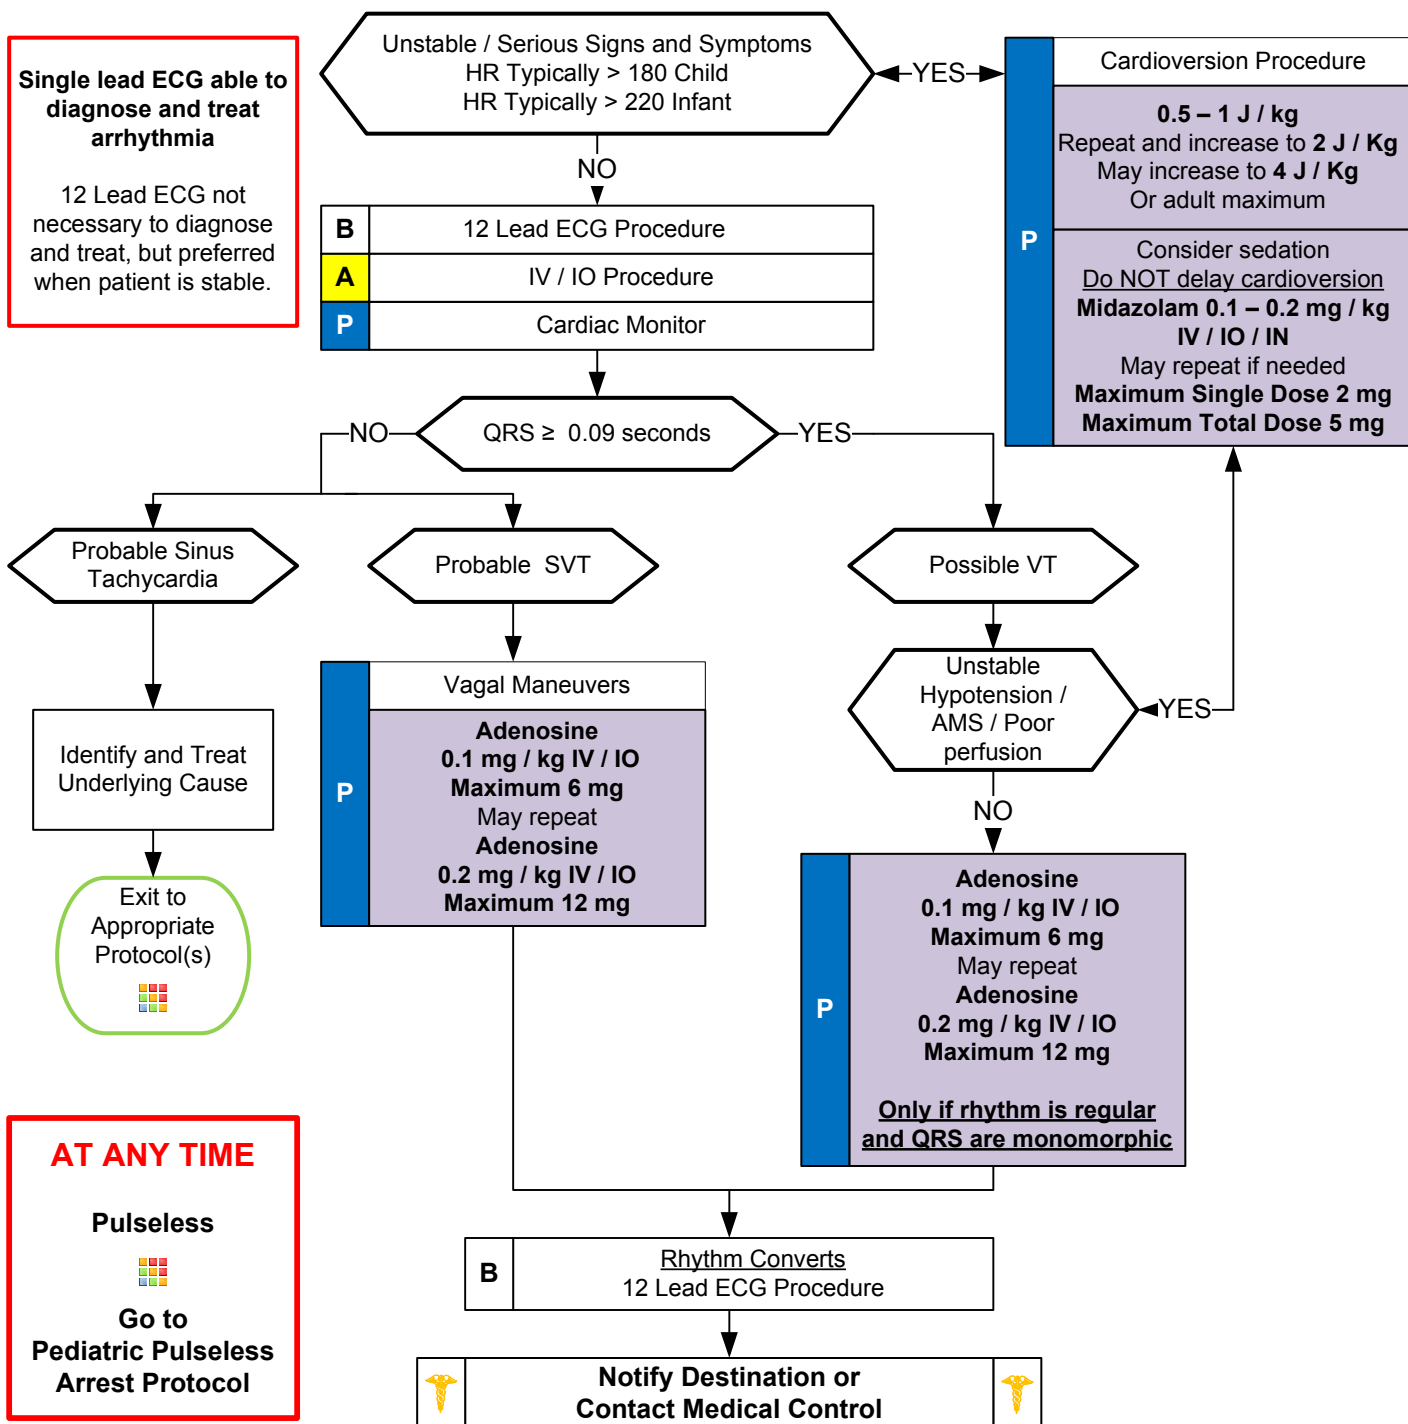 Single lead ECG able to
diagnose and treat
arrhythmia
12 Lead ECG not
necessary to diagnose
and treat, but preferred
when patient is stable.
Unstable / Serious Signs and Symptoms
HR Typically > 180 Child
HR Typically > 220 Infant
YES
Cardioversion Procedure
P
0.5 – 1 J / kg
Repeat and increase to 2 J / Kg
May increase to 4 J / Kg
Or adult maximum
Consider sedation
Do NOT delay cardioversion
Midazolam 0.1 – 0.2 mg / kg
IV / IO / IN
May repeat if needed
Maximum Single Dose 2 mg
Maximum Total Dose 5 mg
NO
B 12 Lead ECG Procedure
A IV / IO Procedure
P Cardiac Monitor
NO
QRS ≥ 0.09 seconds
YES
Probable Sinus
Tachycardia
Probable SVT
Possible VT
Identify and Treat
Underlying Cause
Exit to
Appropriate
Protocol(s)
P
Vagal Maneuvers
Adenosine
0.1 mg / kg IV / IO
Maximum 6 mg
May repeat
Adenosine
0.2 mg / kg IV / IO
Maximum 12 mg
Unstable
Hypotension /
AMS / Poor
perfusion
YES
NO
P
Adenosine
0.1 mg / kg IV / IO
Maximum 6 mg
May repeat
Adenosine
0.2 mg / kg IV / IO
Maximum 12 mg
Only if rhythm is regular
and QRS are monomorphic
AT ANY TIME
Pulseless
Go to
Pediatric Pulseless
Arrest Protocol
B
Rhythm Converts
12 Lead ECG Procedure
Notify Destination or
Contact Medical Control